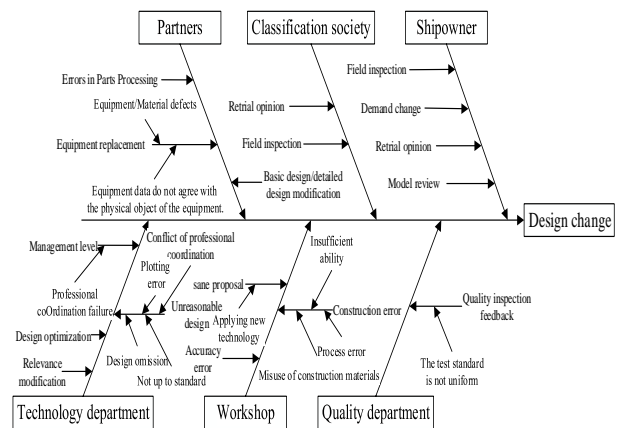 Partners
Classification society
Shipowner
Errors in Parts Processing
Equipment/Material defects
Equipment replacement
Equipment data do not agree with
the physical object of the equipment.
Basic design/detailed
design modification
Retrial opinion
Field inspection
Field inspection
Demand change
Retrial opinion
Model review
Design change
Management level
Professional
coOrdination failure
Conflict of professional
coordination
Plotting
error
Unreasonable
design
Design optimization
Design omission
Not up to standard
Relevance
modification
Technology department
sane proposal
Applying new
technology
Insufficient
ability
Construction error
Process error
Misuse of construction materials
Accuracy
error
Workshop
Quality inspection
feedback
The test standard
is not uniform
Quality department